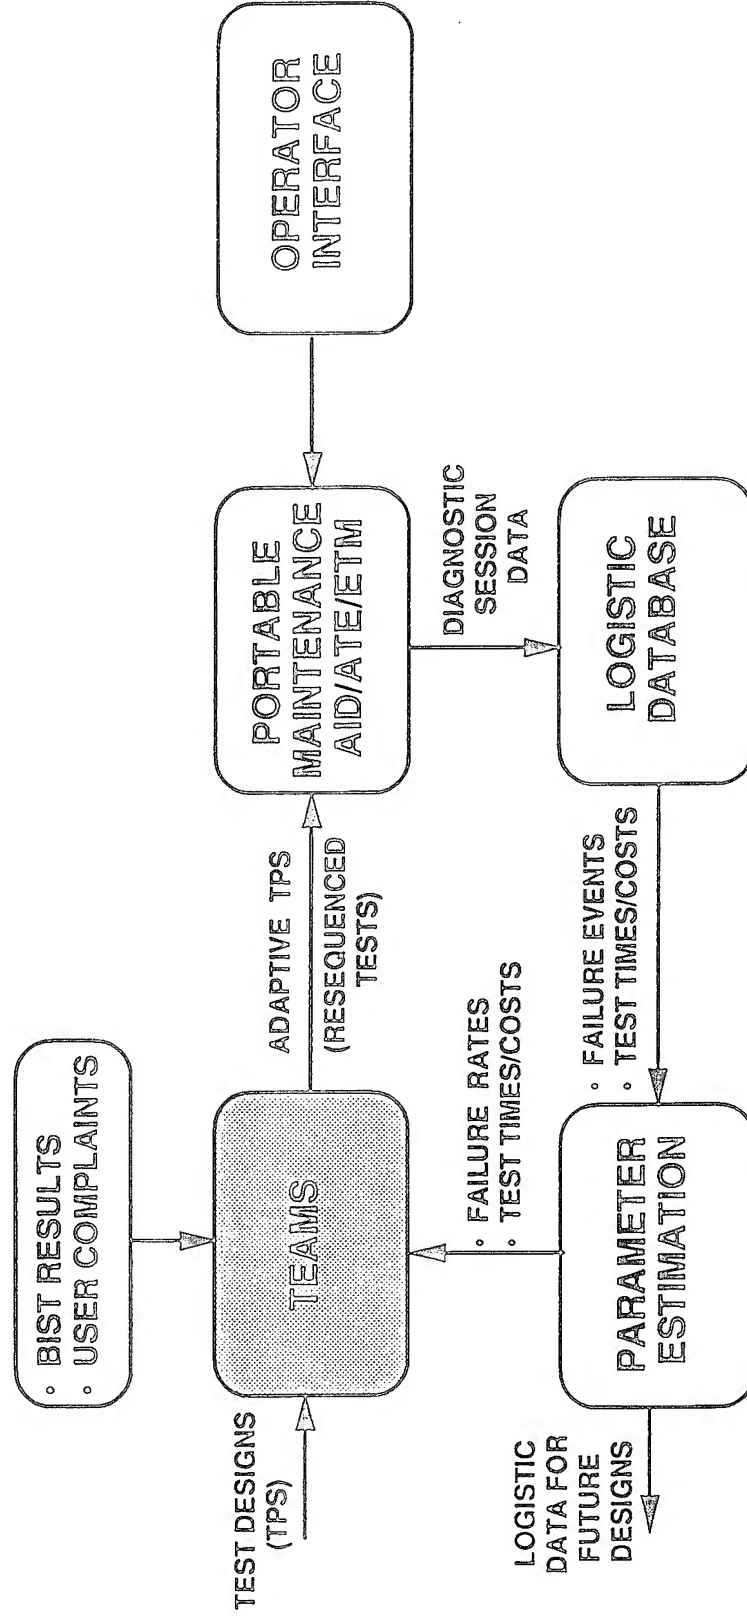 • BIST RESULTS
• USER COMPLAINTS
TEST DESIGNS
(TPS)
TEAMS
ADAPTIVE TPS
(RESEQUENCED
TESTS)
PORTABLE
MAINTENANCE
AID/ATE/ETM
OPERATOR
INTERFACE
• FAILURE RATES
• TEST TIMES/COSTS
DIAGNOSTIC
SESSION
DATA
LOGISTIC
DATA FOR
FUTURE
DESIGNS
PARAMETER
ESTIMATION
• FAILURE EVENTS
• TEST TIMES/COSTS
LOGISTIC
DATABASE